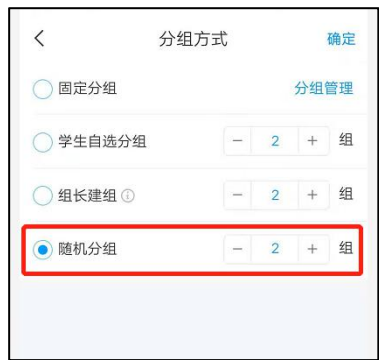 分组方式 确定
固定分组 分组管理
学生自选分组 － 2 ＋ 组
组长建组 － 2 ＋ 组
随机分组 － 2 ＋ 组